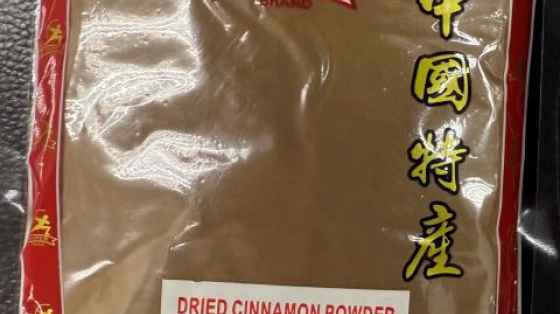 BRAND
中國特產
DRIED CINNAMON POWDER